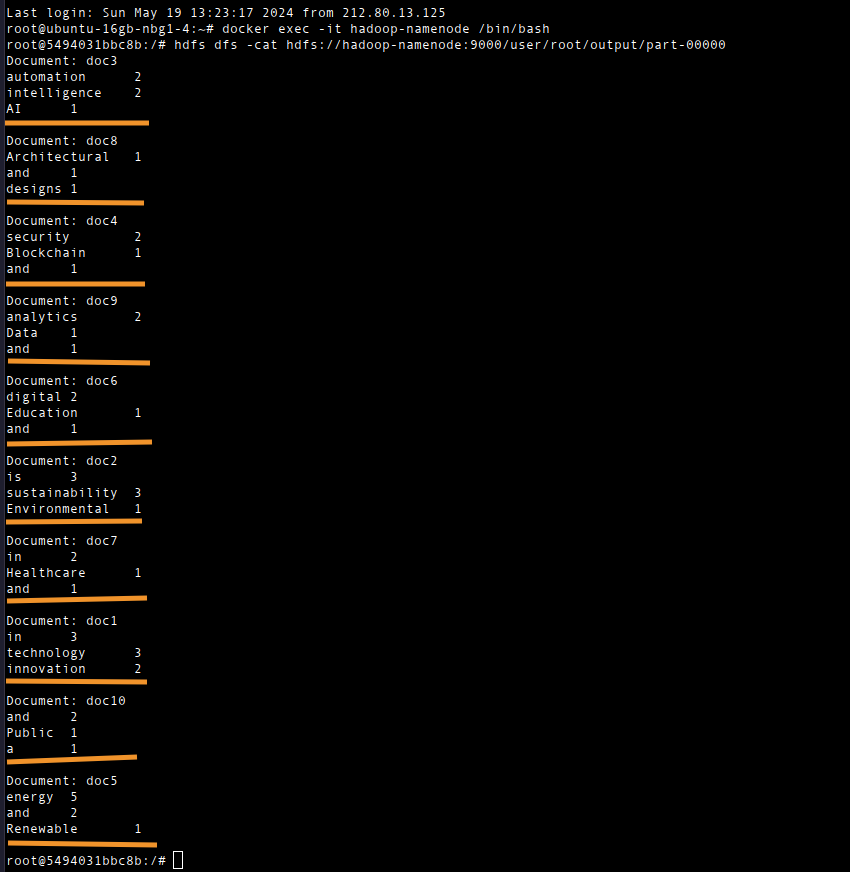 Last login: Sun May 19 13:23:17 2024 from 212.80.13.125
root@ubuntu-16gb-nbg1-4:~# docker exec -it hadoop-namenode /bin/bash
root@5494031bbc8b:/# hdfs dfs -cat hdfs://hadoop-namenode:9000/user/root/output/part-00000
Document: doc3
automation 2
intelligence 2
AI 1
Document: doc8
Architectural 1
and 1
designs 1
Document: doc4
security 2
Blockchain 1
and 1
Document: doc9
analytics 2
Data 1
and 1
Document: doc6
digital 2
Education 1
and 1
Document: doc2
is 3
sustainability 3
Environmental 1
Document: doc7
in 2
Healthcare 1
and 1
Document: doc1
in 3
technology 3
innovation 2
Document: doc10
and 2
Public 1
a 1
Document: doc5
energy 5
and 2
Renewable 1
root@5494031bbc8b:/#